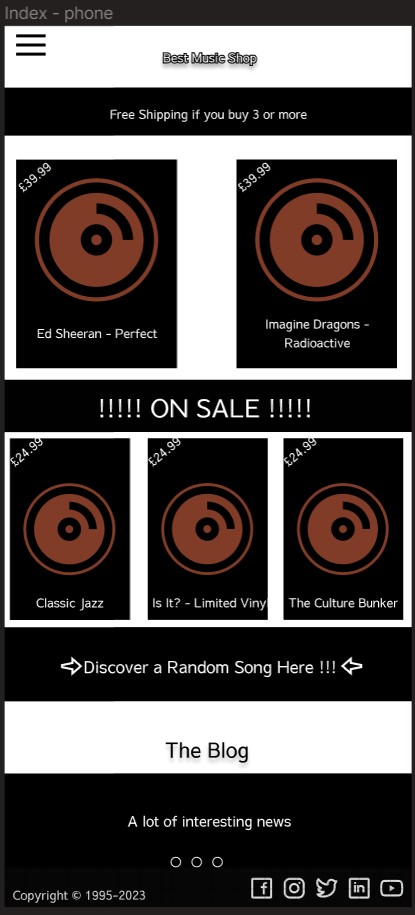 Index - phone
Best Music Shop
Free Shipping if you buy 3 or more
£39.99
£39.99
Ed Sheeran - Perfect
Imagine Dragons -
Radioactive
!!!!! ON SALE !!!!!
£24.99
£24.99
£24.99
Classic Jazz
Is It? - Limited Vinyl
The Culture Bunker
Discover a Random Song Here !!!
The Blog
A lot of interesting news
Copyright © 1995-2023